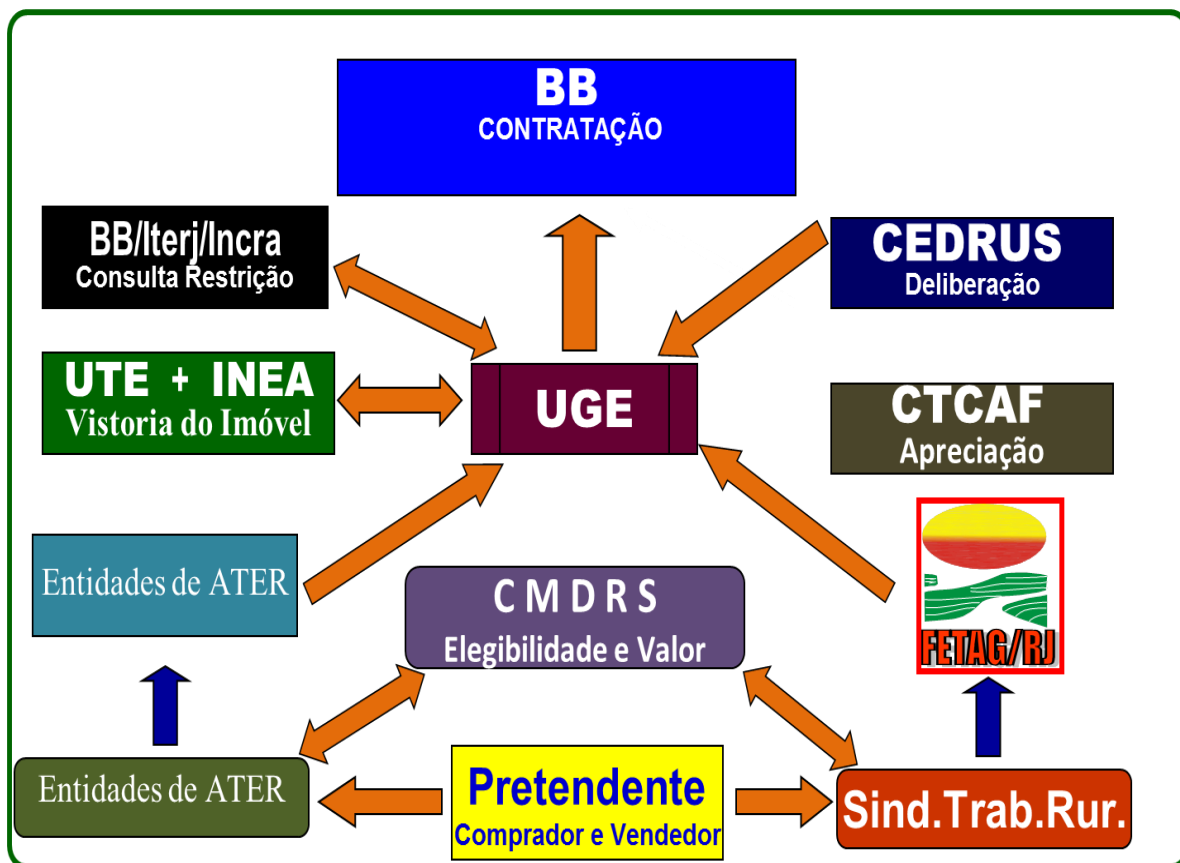 BB
CONTRATAÇÃO
BB/Iterj/Incra
Consulta Restrição
CEDRUS
Deliberação
UTE + INEA
Vistoria do Imóvel
UGE
CTCAF
Apreciação
Entidades de ATER
C M D R S
Elegibilidade e Valor
FETAG/RJ
Entidades de ATER
Pretendente
Comprador e Vendedor
Sind.Trab.Rur.